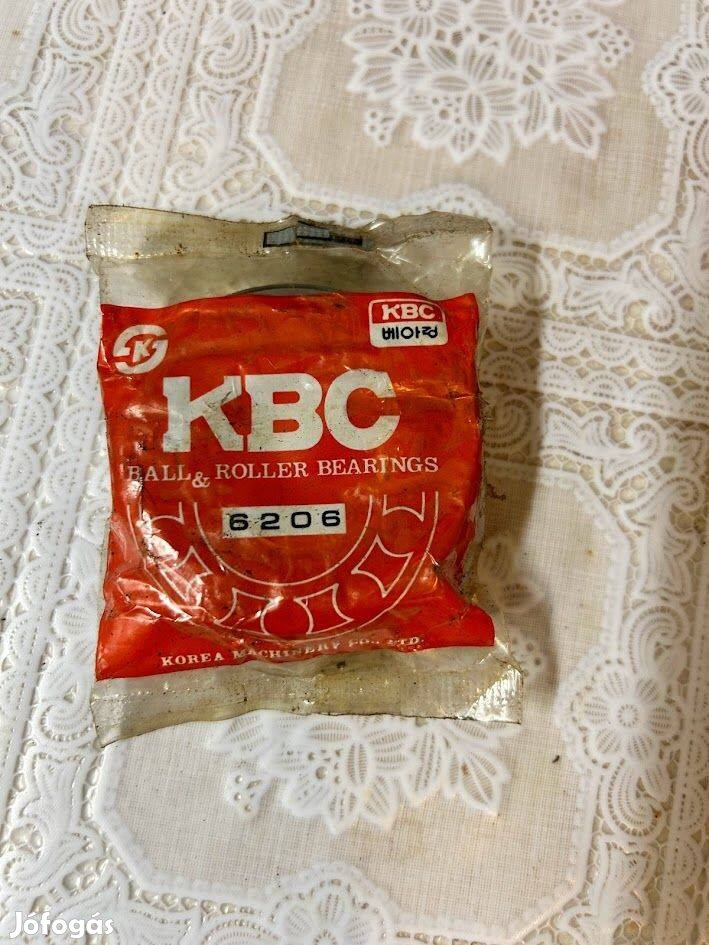 KBC
베아링
K
KBC
BALL & ROLLER BEARINGS
6206
KOREA MACHINERY CO., LTD.
Jófogás